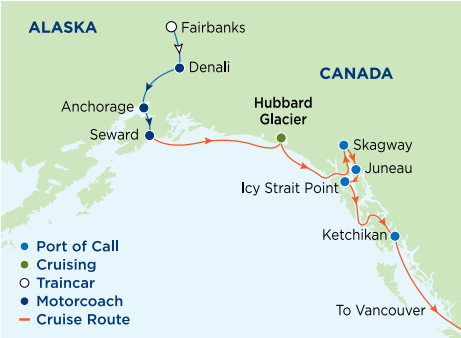 ALASKA
Fairbanks
Denali
CANADA
Anchorage
Hubbard
Glacier
Seward
Skagway
Juneau
Icy Strait Point
Ketchikan
Port of Call
Cruising
Traincar
Motorcoach
Cruise Route
To Vancouver